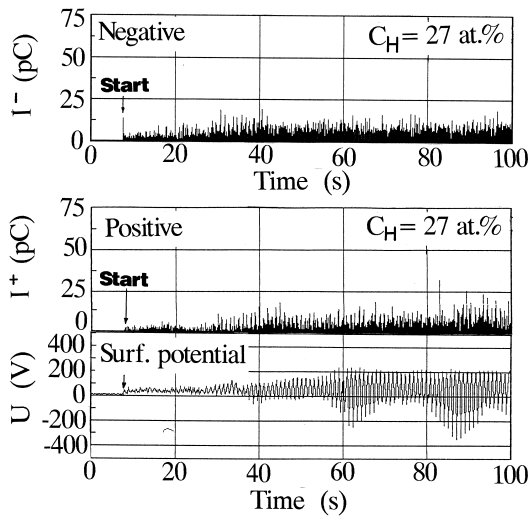 75
50
25
0
I⁻ (pC)
Negative
C_H = 27 at.%
Start
0 20 40 60 80 100
Time (s)
75
50
25
0
I⁺ (pC)
Positive
C_H = 27 at.%
Start
400
200
0
-200
-400
U (V)
Surf. potential
0 20 40 60 80 100
Time (s)